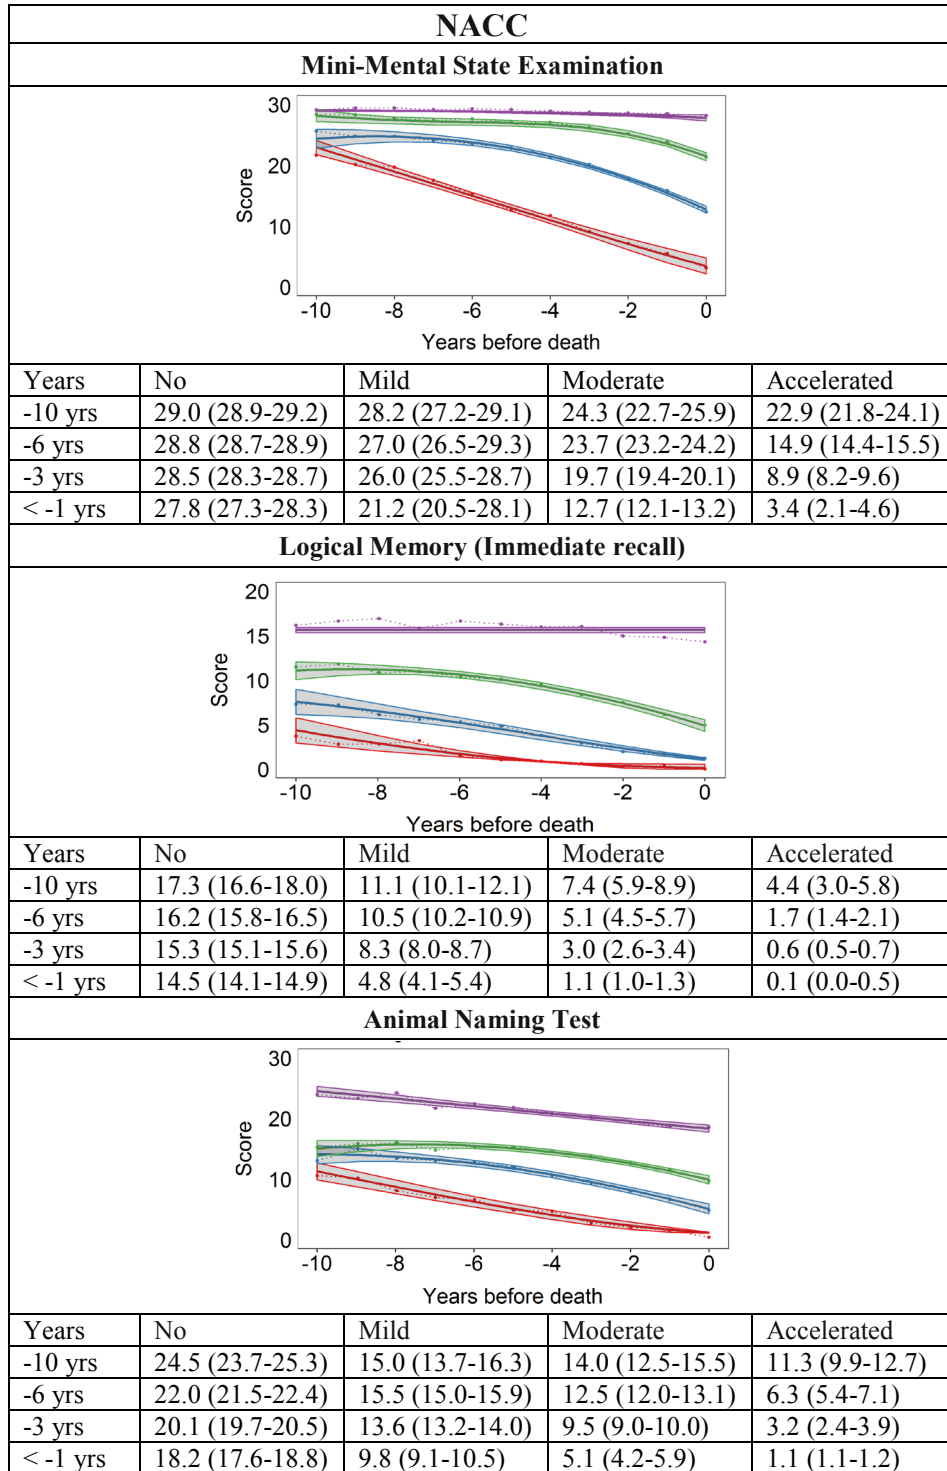 NACC
Mini-Mental State Examination
30
20
10
0
Score
-10 -8 -6 -4 -2 0
Years before death
Years No Mild Moderate Accelerated
-10 yrs 29.0 (28.9-29.2) 28.2 (27.2-29.1) 24.3 (22.7-25.9) 22.9 (21.8-24.1)
-6 yrs 28.8 (28.7-28.9) 27.0 (26.5-29.3) 23.7 (23.2-24.2) 14.9 (14.4-15.5)
-3 yrs 28.5 (28.3-28.7) 26.0 (25.5-28.7) 19.7 (19.4-20.1) 8.9 (8.2-9.6)
< -1 yrs 27.8 (27.3-28.3) 21.2 (20.5-28.1) 12.7 (12.1-13.2) 3.4 (2.1-4.6)
Logical Memory (Immediate recall)
20
15
10
5
0
Score
-10 -8 -6 -4 -2 0
Years before death
Years No Mild Moderate Accelerated
-10 yrs 17.3 (16.6-18.0) 11.1 (10.1-12.1) 7.4 (5.9-8.9) 4.4 (3.0-5.8)
-6 yrs 16.2 (15.8-16.5) 10.5 (10.2-10.9) 5.1 (4.5-5.7) 1.7 (1.4-2.1)
-3 yrs 15.3 (15.1-15.6) 8.3 (8.0-8.7) 3.0 (2.6-3.4) 0.6 (0.5-0.7)
< -1 yrs 14.5 (14.1-14.9) 4.8 (4.1-5.4) 1.1 (1.0-1.3) 0.1 (0.0-0.5)
Animal Naming Test
30
20
10
0
Score
-10 -8 -6 -4 -2 0
Years before death
Years No Mild Moderate Accelerated
-10 yrs 24.5 (23.7-25.3) 15.0 (13.7-16.3) 14.0 (12.5-15.5) 11.3 (9.9-12.7)
-6 yrs 22.0 (21.5-22.4) 15.5 (15.0-15.9) 12.5 (12.0-13.1) 6.3 (5.4-7.1)
-3 yrs 20.1 (19.7-20.5) 13.6 (13.2-14.0) 9.5 (9.0-10.0) 3.2 (2.4-3.9)
< -1 yrs 18.2 (17.6-18.8) 9.8 (9.1-10.5) 5.1 (4.2-5.9) 1.1 (1.1-1.2)